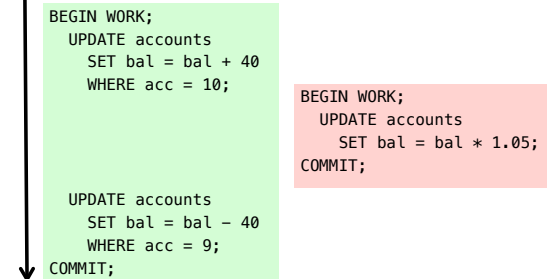 BEGIN WORK;
UPDATE accounts
SET bal = bal + 40
WHERE acc = 10;
BEGIN WORK;
UPDATE accounts
SET bal = bal * 1.05;
COMMIT;
UPDATE accounts
SET bal = bal – 40
WHERE acc = 9;
COMMIT;